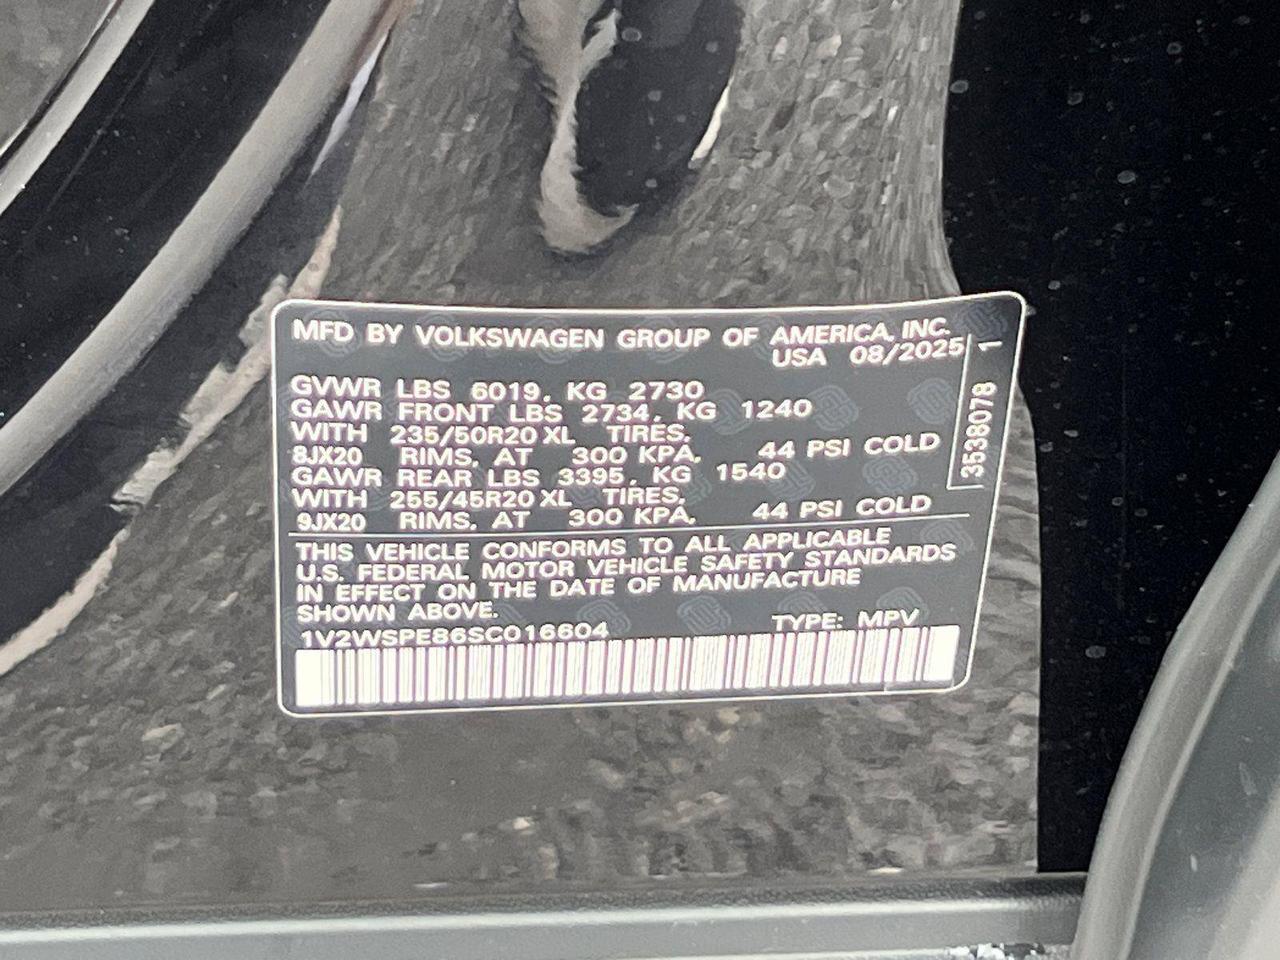 MFD BY VOLKSWAGEN GROUP OF AMERICA, INC.
USA 08/2025
GVWR LBS 6019, KG 2730
GAWR FRONT LBS 2734, KG 1240
WITH 235/50R20 XL TIRES,
8JX20 RIMS, AT 300 KPA, 44 PSI COLD
GAWR REAR LBS 3395, KG 1540
WITH 255/45R20 XL TIRES,
9JX20 RIMS, AT 300 KPA, 44 PSI COLD
THIS VEHICLE CONFORMS TO ALL APPLICABLE
U.S. FEDERAL MOTOR VEHICLE SAFETY STANDARDS
IN EFFECT ON THE DATE OF MANUFACTURE
SHOWN ABOVE.
1V2WSPE86SC016604 TYPE: MPV
3538078 1